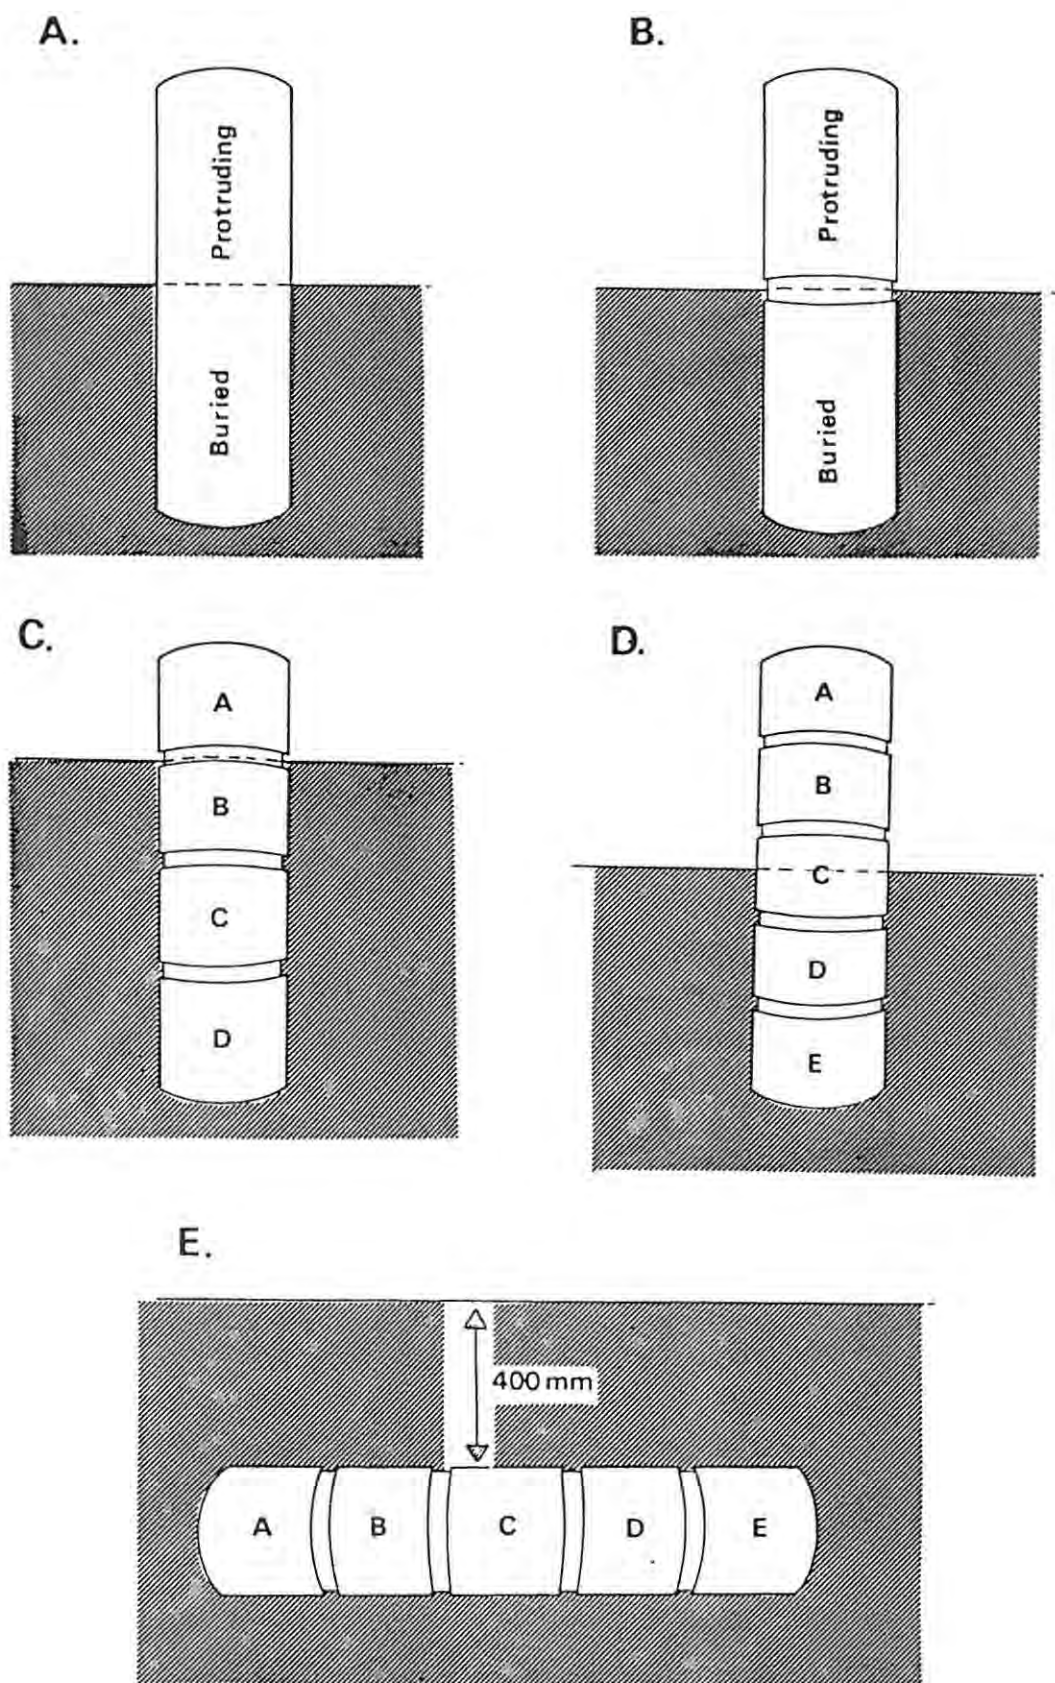 A.
B.
Protruding
Buried
Protruding
Buried
C.
A
B
C
D
D.
A
B
C
D
E
E.
400 mm
A B C D E